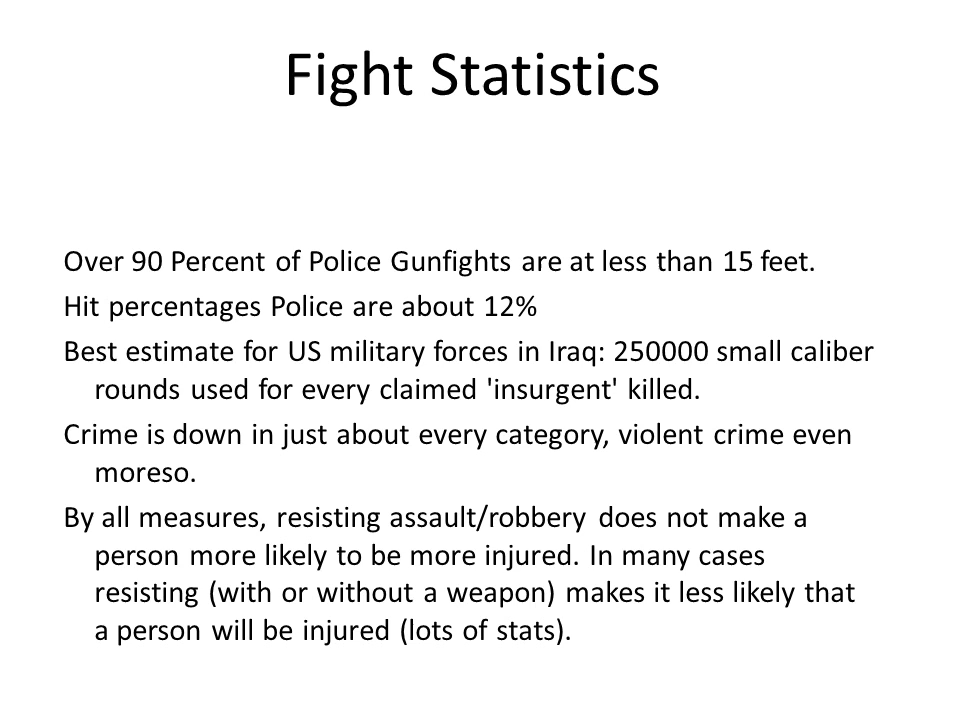 Fight Statistics
Over 90 Percent of Police Gunfights are at less than 15 feet.
Hit percentages Police are about 12%
Best estimate for US military forces in Iraq: 250000 small caliber
rounds used for every claimed 'insurgent' killed.
Crime is down in just about every category, violent crime even
moreso.
By all measures, resisting assault/robbery does not make a
person more likely to be more injured. In many cases
resisting (with or without a weapon) makes it less likely that
a person will be injured (lots of stats).